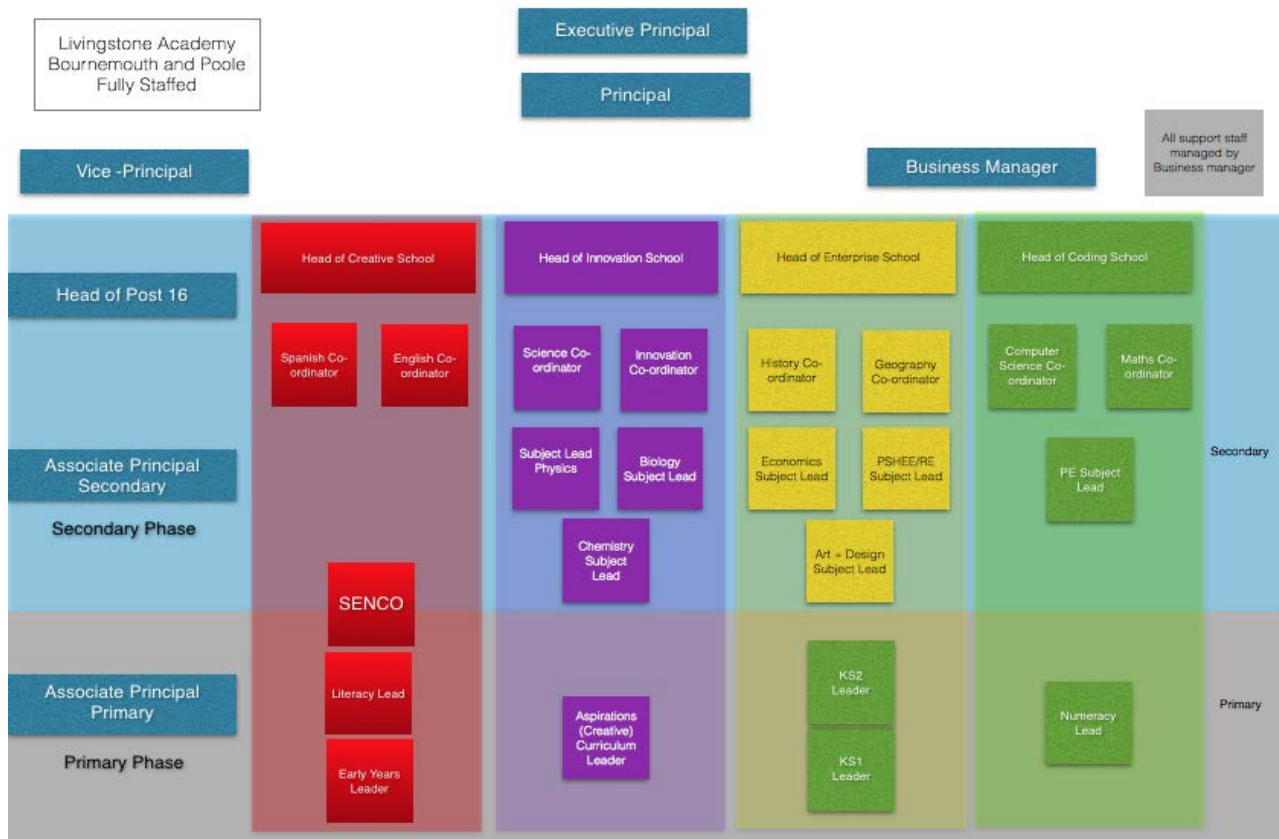 Livingstone Academy
Bournemouth and Poole
Fully Staffed
Executive Principal
Principal
Vice -Principal
Business Manager
All support staff
managed by
Business manager
Head of Post 16
Head of Creative School
Head of Innovation School
Head of Enterprise School
Head of Coding School
Spanish Co-
ordinator
English Co-
ordinator
Science Co-
ordinator
Innovation
Co-ordinator
History Co-
ordinator
Geography
Co-ordinator
Computer
Science Co-
ordinator
Maths Co-
ordinator
Associate Principal
Secondary
Secondary Phase
Subject Lead
Physics
Biology
Subject Lead
Economics
Subject Lead
PSHEE/RE
Subject Lead
PE Subject
Lead
Secondary
Chemistry
Subject
Lead
Art + Design
Subject Lead
SENCO
Associate Principal
Primary
Primary Phase
Literacy Lead
Early Years
Leader
Aspirations
(Creative)
Curriculum
Leader
KS2
Leader
KS1
Leader
Numeracy
Lead
Primary